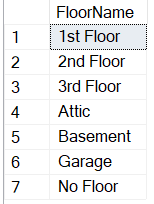 FloorName
1 1st Floor
2 2nd Floor
3 3rd Floor
4 Attic
5 Basement
6 Garage
7 No Floor